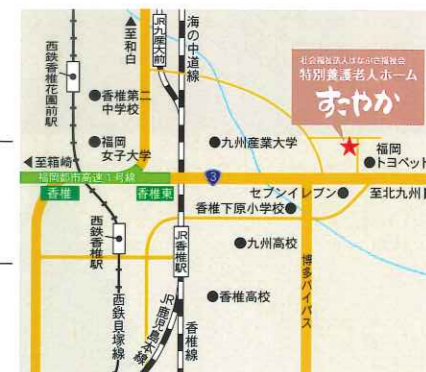 ▲至和白
JR九産大前
海の中道線
西鉄香椎花園前駅
社会福祉法人はなぶさ福祉会
特別養護老人ホーム
すこやか
●香椎第二
中学校
●福岡
女子大学
●九州産業大学
福岡
●トヨペット
◀至箱崎
福岡都市高速1号線
香椎
香椎東
3
セブンイレブン●
至北九州
香椎下原小学校●
西鉄香椎駅
JR香椎駅
●九州高校
博多バイパス
●香椎高校
西鉄貝塚線
JR鹿児島本線
香椎線